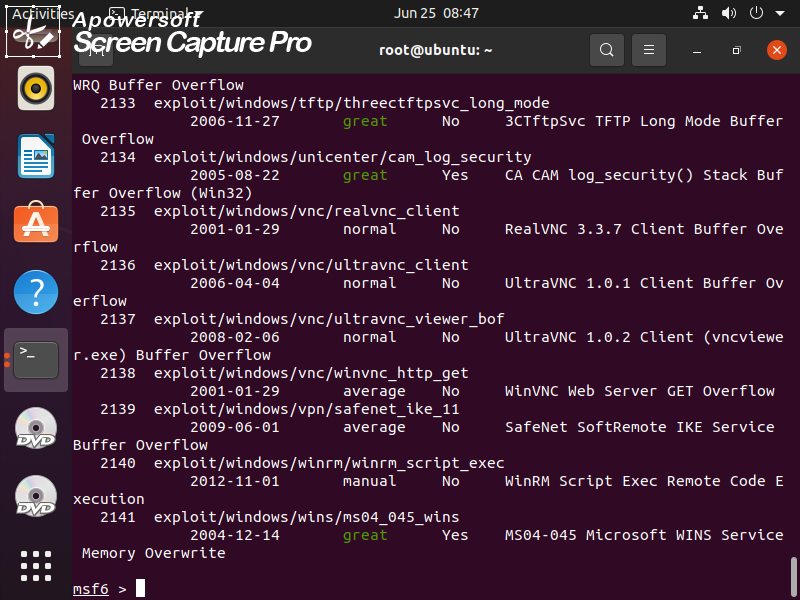 Activities
Terminal
Jun 25 08:47
Apowersoft
Screen Capture Pro
root@ubuntu: ~
WRQ Buffer Overflow
2133 exploit/windows/tftp/threectftpsvc_long_mode
2006-11-27 great No 3CTftpSvc TFTP Long Mode Buffer
Overflow
2134 exploit/windows/unicenter/cam_log_security
2005-08-22 great Yes CA CAM log_security() Stack Buf
fer Overflow (Win32)
2135 exploit/windows/vnc/realvnc_client
2001-01-29 normal No RealVNC 3.3.7 Client Buffer Ove
rflow
2136 exploit/windows/vnc/ultravnc_client
2006-04-04 normal No UltraVNC 1.0.1 Client Buffer Ov
erflow
2137 exploit/windows/vnc/ultravnc_viewer_bof
2008-02-06 normal No UltraVNC 1.0.2 Client (vncviewe
r.exe) Buffer Overflow
2138 exploit/windows/vnc/winvnc_http_get
2001-01-29 average No WinVNC Web Server GET Overflow
2139 exploit/windows/vpn/safenet_ike_11
2009-06-01 average No SafeNet SoftRemote IKE Service
Buffer Overflow
2140 exploit/windows/winrm/winrm_script_exec
2012-11-01 manual No WinRM Script Exec Remote Code E
xecution
2141 exploit/windows/wins/ms04_045_wins
2004-12-14 great Yes MS04-045 Microsoft WINS Service
Memory Overwrite
msf6 >
?
>_
DVD
DVD